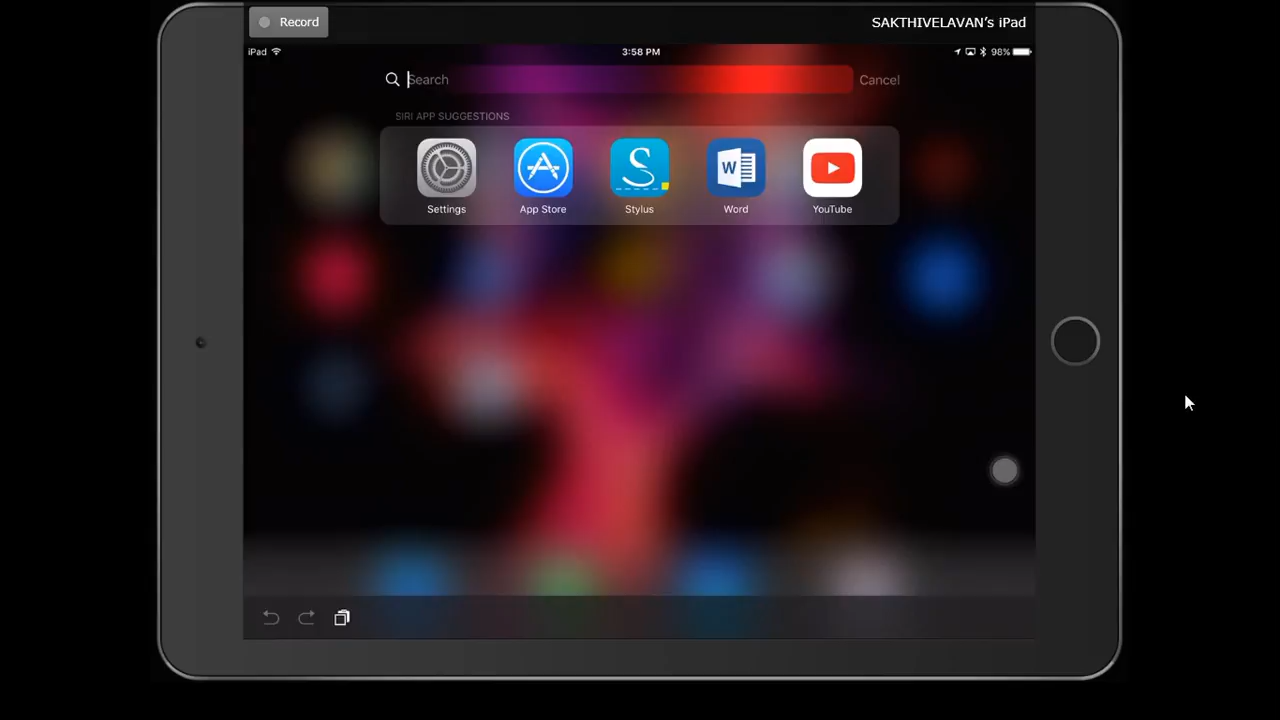 Record
SAKTHIVELAVAN's iPad
iPad 3:58 PM 98%
Search Cancel
SIRI APP SUGGESTIONS
Settings App Store Stylus Word YouTube